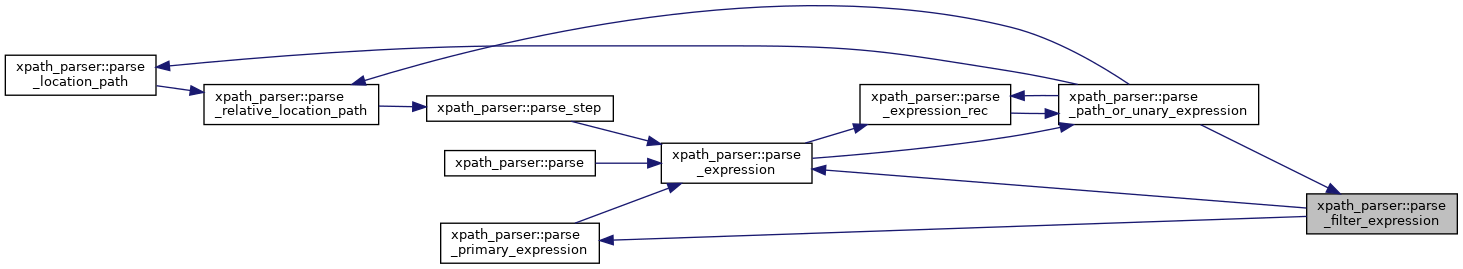 xpath_parser::parse
_location_path
xpath_parser::parse
_relative_location_path
xpath_parser::parse_step
xpath_parser::parse
xpath_parser::parse
_primary_expression
xpath_parser::parse
_expression
xpath_parser::parse
_expression_rec
xpath_parser::parse
_path_or_unary_expression
xpath_parser::parse
_filter_expression